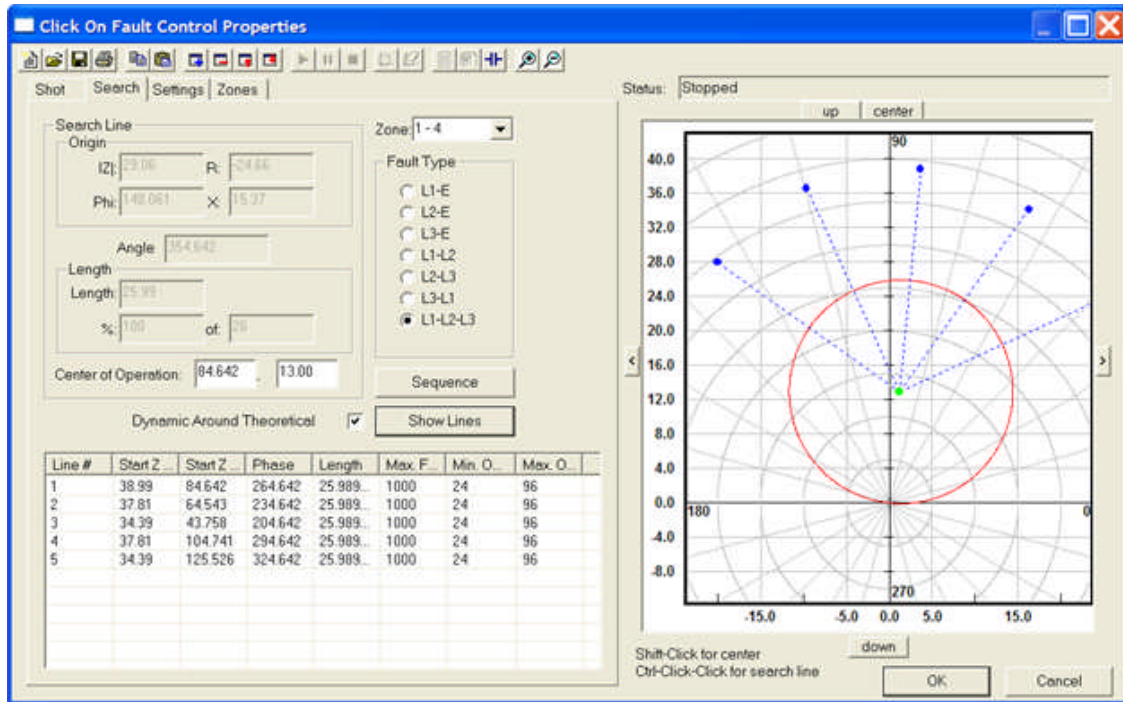 Click On Fault Control Properties
Shot Search Settings Zones
Status: Stopped
Search Line
Origin
|Z|: 29.06 R: -24.66
Phi: 148.061 X: 15.37
Angle 354.642
Length
Length: 25.99
%: 100 of: 26
Center of Operation: 84.642 , 13.00
Dynamic Around Theoretical
Zone: 1 - 4
Fault Type
L1-E
L2-E
L3-E
L1-L2
L2-L3
L3-L1
L1-L2-L3
Sequence
Show Lines
Line # Start Z ... Start Z ... Phase Length Max. F... Min. O... Max. O...
1 38.99 84.642 264.642 25.989... 1000 24 96
2 37.81 64.543 234.642 25.989... 1000 24 96
3 34.39 43.758 204.642 25.989... 1000 24 96
4 37.81 104.741 294.642 25.989... 1000 24 96
5 34.39 125.526 324.642 25.989... 1000 24 96
up center
90
40.0
36.0
32.0
28.0
24.0
20.0
16.0
12.0
8.0
4.0
0.0 180 0
-4.0
-8.0
270
-15.0 -5.0 0.0 5.0 15.0
< >
down
Shift-Click for center
Ctrl-Click-Click for search line
OK Cancel